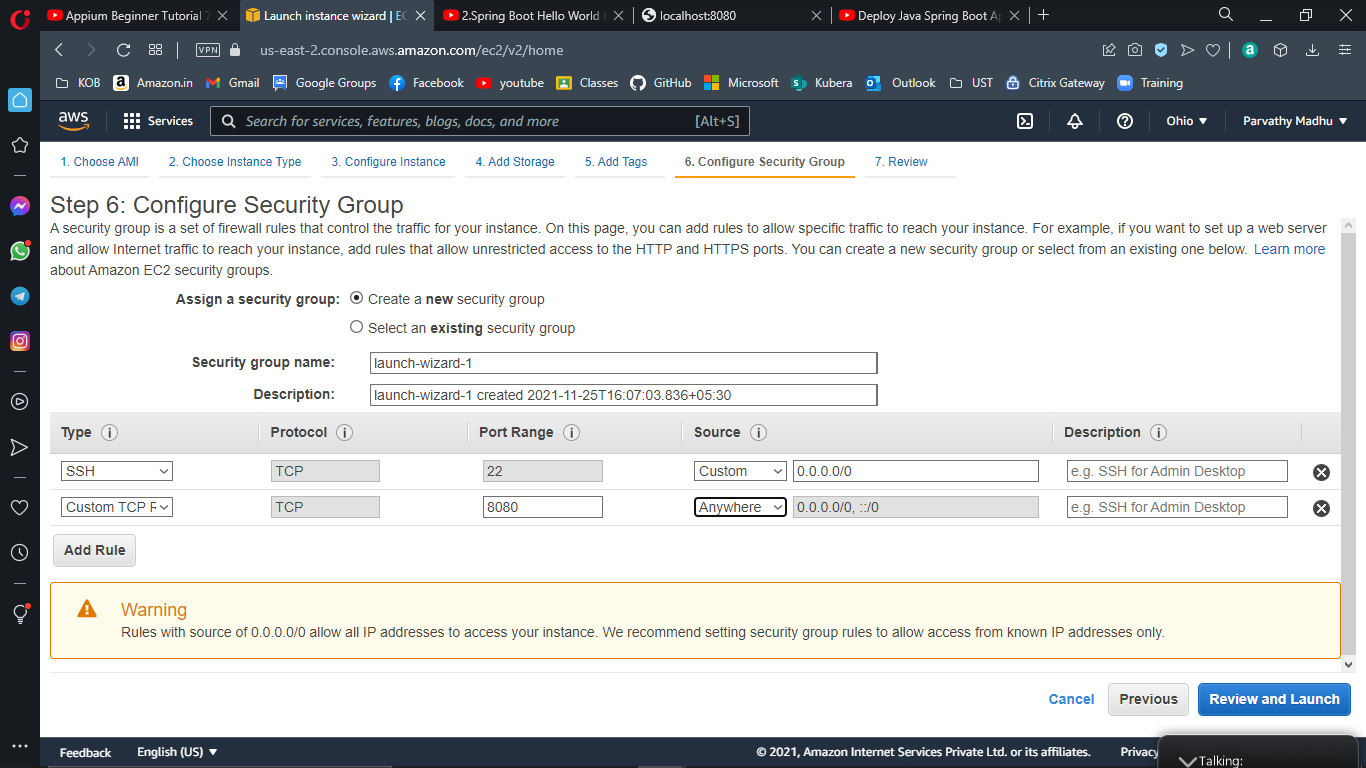 Appium Beginner Tutorial 7
Launch instance wizard | EC
2.Spring Boot Hello World
localhost:8080
Deploy Java Spring Boot Ap
VPN
us-east-2.console.aws.amazon.com/ec2/v2/home
KOB
Amazon.in
Gmail
Google Groups
Facebook
youtube
Classes
GitHub
Microsoft
Kubera
Outlook
UST
Citrix Gateway
Training
aws
Services
Search for services, features, blogs, docs, and more
[Alt+S]
Ohio
Parvathy Madhu
1. Choose AMI
2. Choose Instance Type
3. Configure Instance
4. Add Storage
5. Add Tags
6. Configure Security Group
7. Review
Step 6: Configure Security Group
A security group is a set of firewall rules that control the traffic for your instance. On this page, you can add rules to allow specific traffic to reach your instance. For example, if you want to set up a web server
and allow Internet traffic to reach your instance, add rules that allow unrestricted access to the HTTP and HTTPS ports. You can create a new security group or select from an existing one below. Learn more
about Amazon EC2 security groups.
Assign a security group: Create a new security group
Select an existing security group
Security group name: launch-wizard-1
Description: launch-wizard-1 created 2021-11-25T16:07:03.836+05:30
Type Protocol Port Range Source Description
SSH TCP 22 Custom 0.0.0.0/0 e.g. SSH for Admin Desktop
Custom TCP F TCP 8080 Anywhere 0.0.0.0/0, ::/0 e.g. SSH for Admin Desktop
Add Rule
Warning
Rules with source of 0.0.0.0/0 allow all IP addresses to access your instance. We recommend setting security group rules to allow access from known IP addresses only.
Cancel
Previous
Review and Launch
Feedback
English (US)
© 2021, Amazon Internet Services Private Ltd. or its affiliates.
Privacy
Talking: